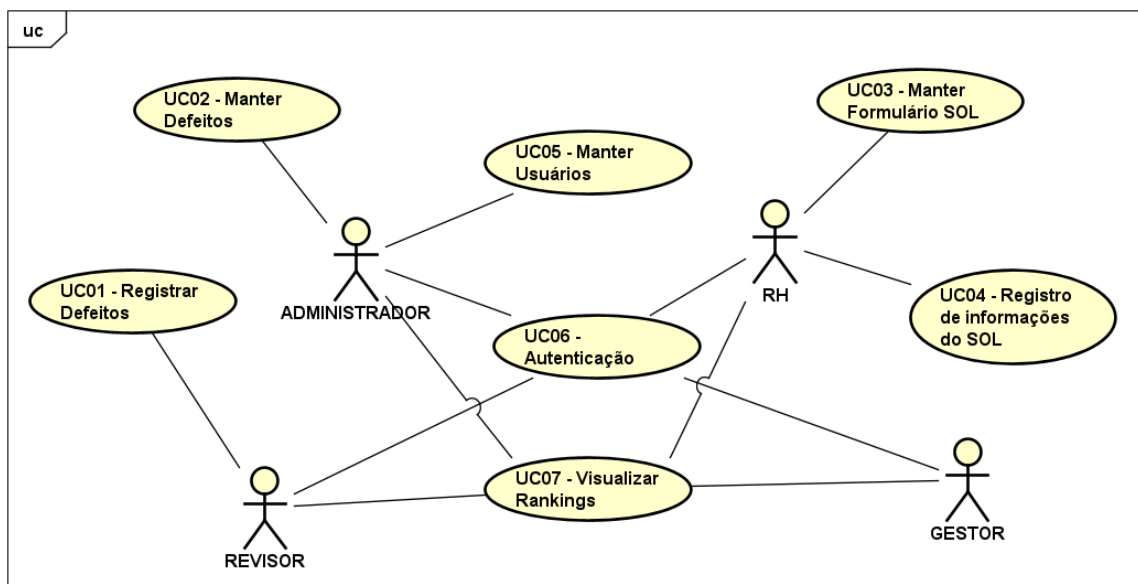 uc
UC02 - Manter
Defeitos
UC03 - Manter
Formulário SOL
UC05 - Manter
Usuários
UC01 - Registrar
Defeitos
ADMINISTRADOR
RH
UC04 - Registro
de informações
do SOL
UC06 -
Autenticação
UC07 - Visualizar
Rankings
REVISOR
GESTOR